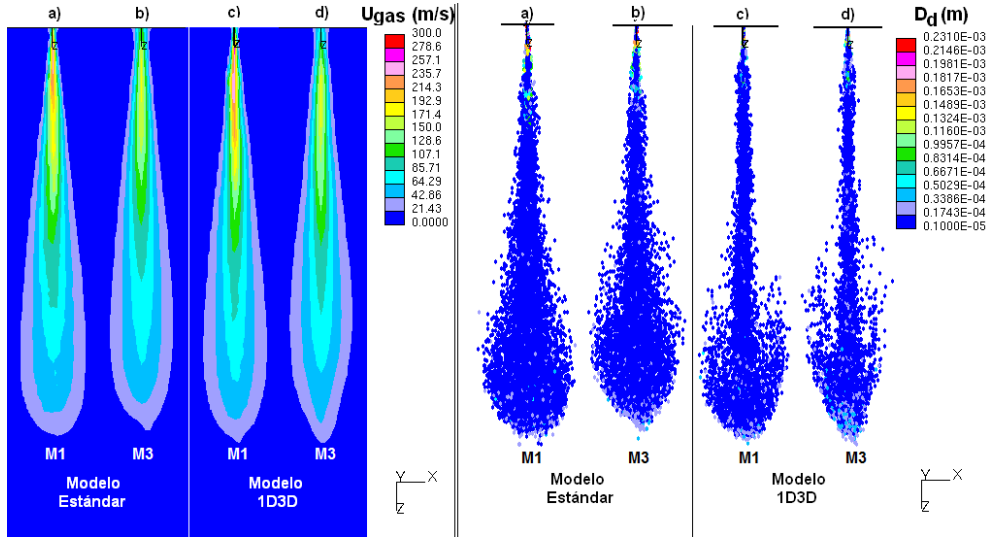 a) b) c) d) Ugas (m/s) a) b) c) d) Dd (m)
300.0
278.6
257.1
235.7
214.3
192.9
171.4
150.0
128.6
107.1
85.71
64.29
42.86
21.43
0.0000
0.2310E-03
0.2146E-03
0.1981E-03
0.1817E-03
0.1653E-03
0.1489E-03
0.1324E-03
0.1160E-03
0.9957E-04
0.8314E-04
0.6671E-04
0.5029E-04
0.3386E-04
0.1743E-04
0.1000E-05
Z Z Z Z Z Z Z Z
M1 M3 M1 M3 M1 M3 M1 M3
Modelo
Estándar
Modelo
1D3D
Y X
Z
Modelo
Estándar
Modelo
1D3D
Y X
Z